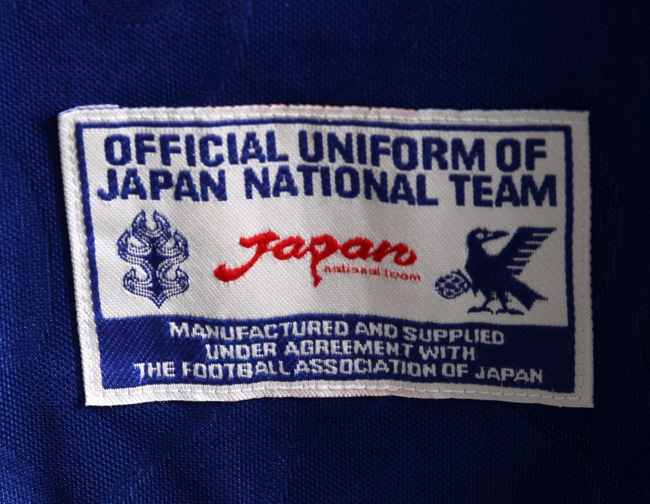 OFFICIAL UNIFORM OF
JAPAN NATIONAL TEAM
Japan
national team
MANUFACTURED AND SUPPLIED
UNDER AGREEMENT WITH
THE FOOTBALL ASSOCIATION OF JAPAN